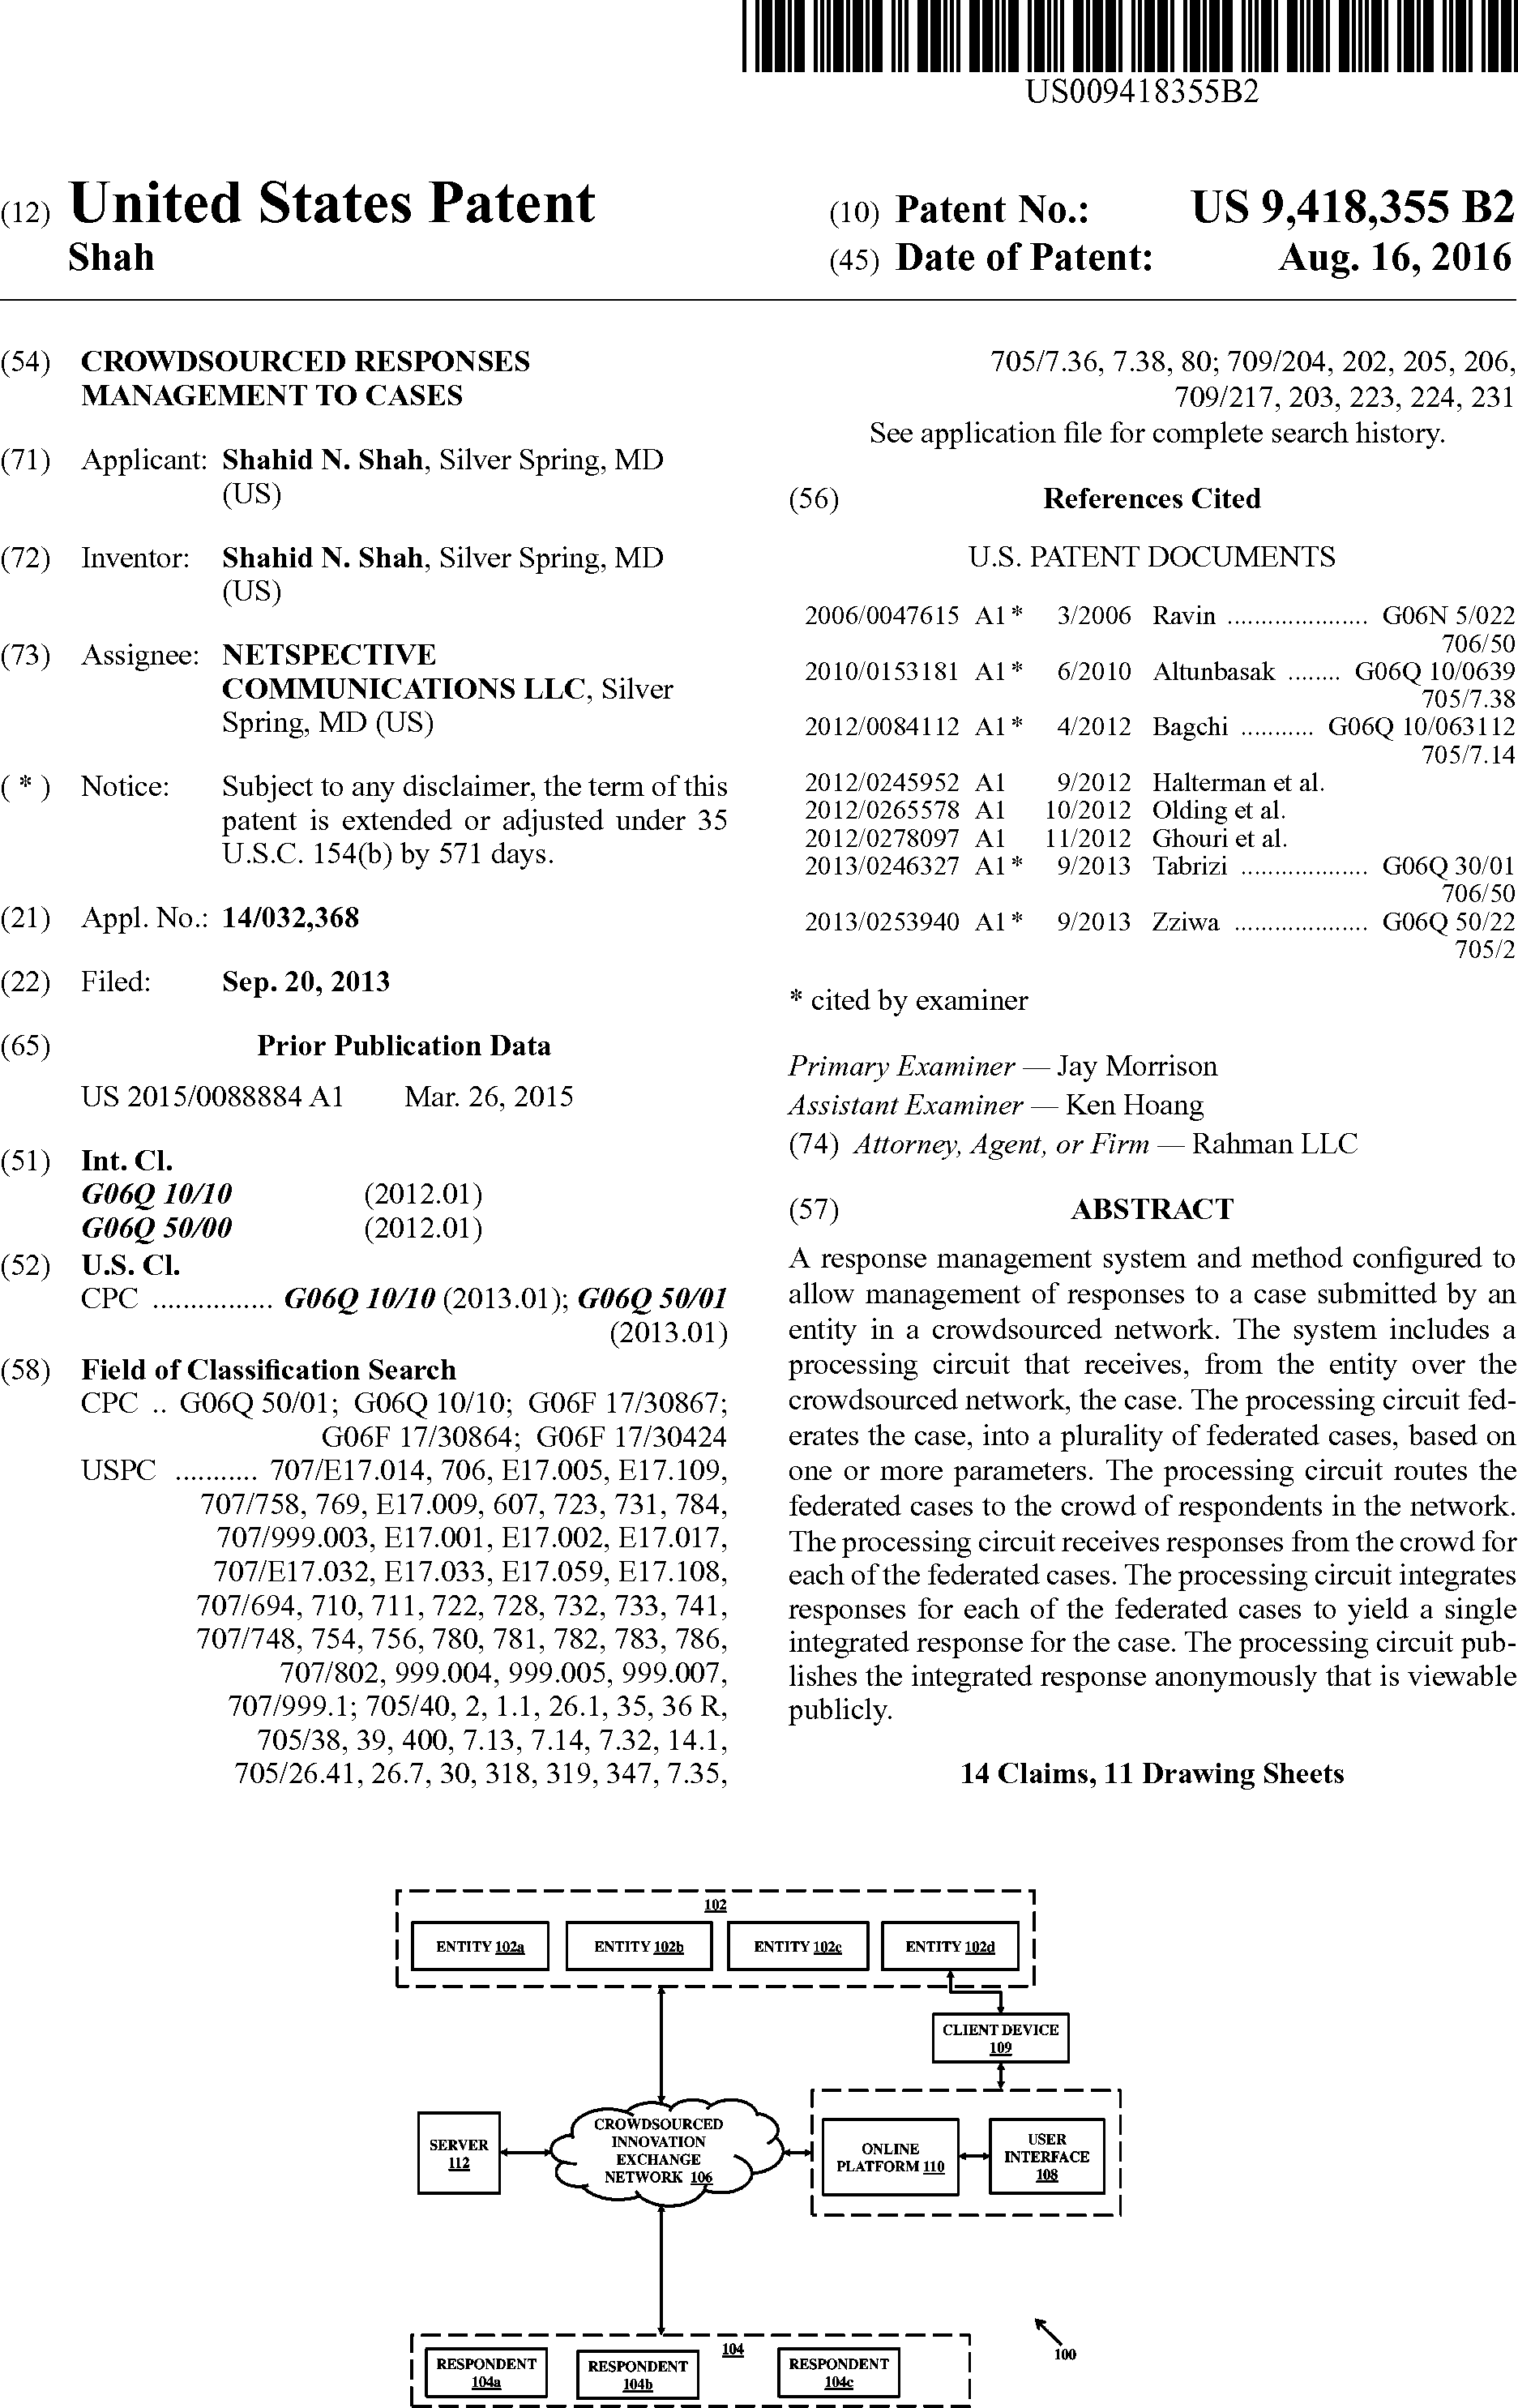 US009418355B2
(12) United States Patent
Shah
(10) Patent No.: US 9,418,355 B2
(45) Date of Patent: Aug. 16, 2016
(54) CROWDSOURCED RESPONSES
MANAGEMENT TO CASES
(71) Applicant: Shahid N. Shah, Silver Spring, MD
(US)
(72) Inventor: Shahid N. Shah, Silver Spring, MD
(US)
(73) Assignee: NETSPECTIVE
COMMUNICATIONS LLC, Silver
Spring, MD (US)
( * ) Notice: Subject to any disclaimer, the term of this
patent is extended or adjusted under 35
U.S.C. 154(b) by 571 days.
(21) Appl. No.: 14/032,368
(22) Filed: Sep. 20, 2013
(65) Prior Publication Data
US 2015/0088884 A1 Mar. 26, 2015
(51) Int. Cl.
G06Q 10/10 (2012.01)
G06Q 50/00 (2012.01)
(52) U.S. Cl.
CPC ............... G06Q 10/10 (2013.01); G06Q 50/01
(2013.01)
(58) Field of Classification Search
CPC .. G06Q 50/01; G06Q 10/10; G06F 17/30867;
G06F 17/30864; G06F 17/30424
USPC ........... 707/E17.014, 706, E17.005, E17.109,
707/758, 769, E17.009, 607, 723, 731, 784,
707/999.003, E17.001, E17.002, E17.017,
707/E17.032, E17.033, E17.059, E17.108,
707/694, 710, 711, 722, 728, 732, 733, 741,
707/748, 754, 756, 780, 781, 782, 783, 786,
707/802, 999.004, 999.005, 999.007,
707/999.1; 705/40, 2, 1.1, 26.1, 35, 36 R,
705/38, 39, 400, 7.13, 7.14, 7.32, 14.1,
705/26.41, 26.7, 30, 318, 319, 347, 7.35,
705/7.36, 7.38, 80; 709/204, 202, 205, 206,
709/217, 203, 223, 224, 231
See application file for complete search history.
(56) References Cited
U.S. PATENT DOCUMENTS
2006/0047615 A1* 3/2006 Ravin ..................... G06N 5/022
706/50
2010/0153181 A1* 6/2010 Altunbasak ........ G06Q 10/0639
705/7.38
2012/0084112 A1* 4/2012 Bagchi ........... G06Q 10/063112
705/7.14
2012/0245952 A1 9/2012 Halterman et al.
2012/0265578 A1 10/2012 Olding et al.
2012/0278097 A1 11/2012 Ghouri et al.
2013/0246327 A1* 9/2013 Tabrizi ................... G06Q 30/01
706/50
2013/0253940 A1* 9/2013 Zziwa .................... G06Q 50/22
705/2
* cited by examiner
Primary Examiner — Jay Morrison
Assistant Examiner — Ken Hoang
(74) Attorney, Agent, or Firm — Rahman LLC
(57) ABSTRACT
A response management system and method configured to
allow management of responses to a case submitted by an
entity in a crowdsourced network. The system includes a
processing circuit that receives, from the entity over the
crowdsourced network, the case. The processing circuit fed-
erates the case, into a plurality of federated cases, based on
one or more parameters. The processing circuit routes the
federated cases to the crowd of respondents in the network.
The processing circuit receives responses from the crowd for
each of the federated cases. The processing circuit integrates
responses for each of the federated cases to yield a single
integrated response for the case. The processing circuit pub-
lishes the integrated response anonymously that is viewable
publicly.
14 Claims, 11 Drawing Sheets
102
ENTITY 102a ENTITY 102b ENTITY 102c ENTITY 102d
CLIENT DEVICE
109
SERVER
112
CROWDSOURCED
INNOVATION
EXCHANGE
NETWORK 106
ONLINE
PLATFORM 110
USER
INTERFACE
108
100
104
RESPONDENT
104a
RESPONDENT
104b
RESPONDENT
104c